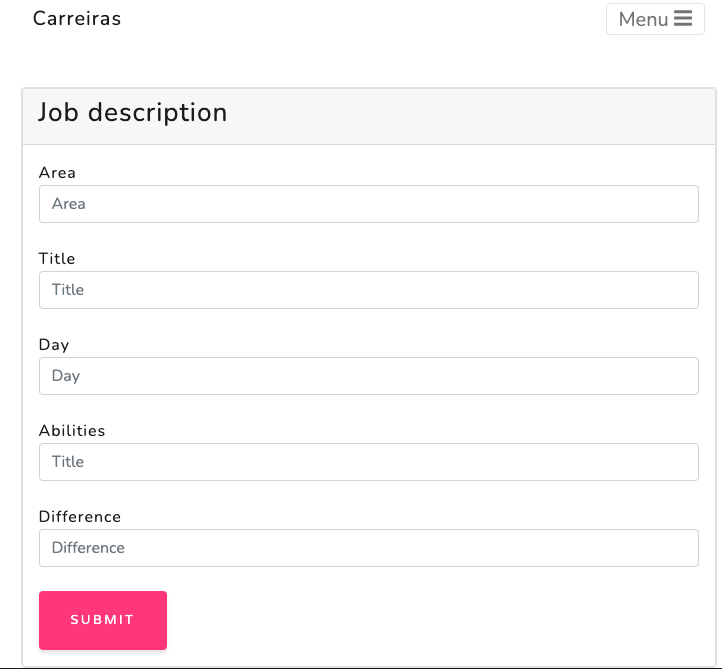 Carreiras
Menu
Job description
Area
Area
Title
Title
Day
Day
Abilities
Title
Difference
Difference
SUBMIT